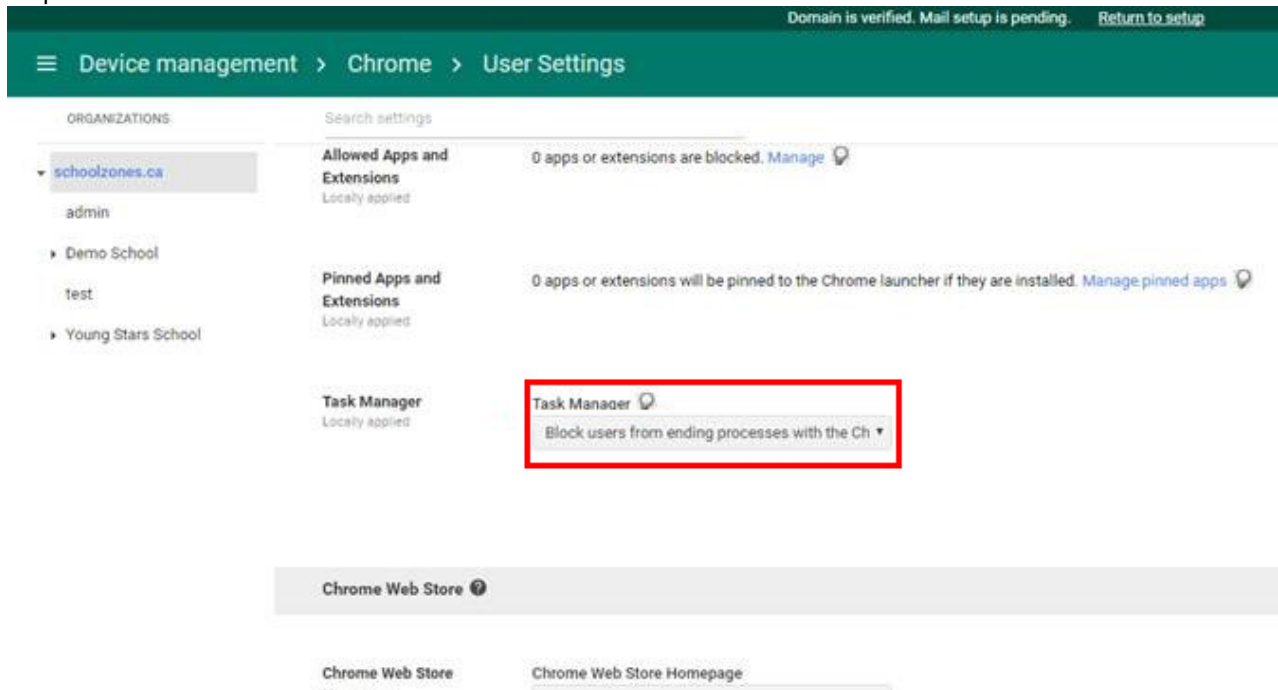 Domain is verified. Mail setup is pending. Return to setup
Device management > Chrome > User Settings
ORGANIZATIONS
Search settings
schoolzones.ca
admin
Demo School
test
Young Stars School
Allowed Apps and
Extensions
Locally applied
0 apps or extensions are blocked. Manage
Pinned Apps and
Extensions
Locally applied
0 apps or extensions will be pinned to the Chrome launcher if they are installed. Manage pinned apps
Task Manager
Locally applied
Task Manager
Block users from ending processes with the Ch
Chrome Web Store
Chrome Web Store
Chrome Web Store Homepage